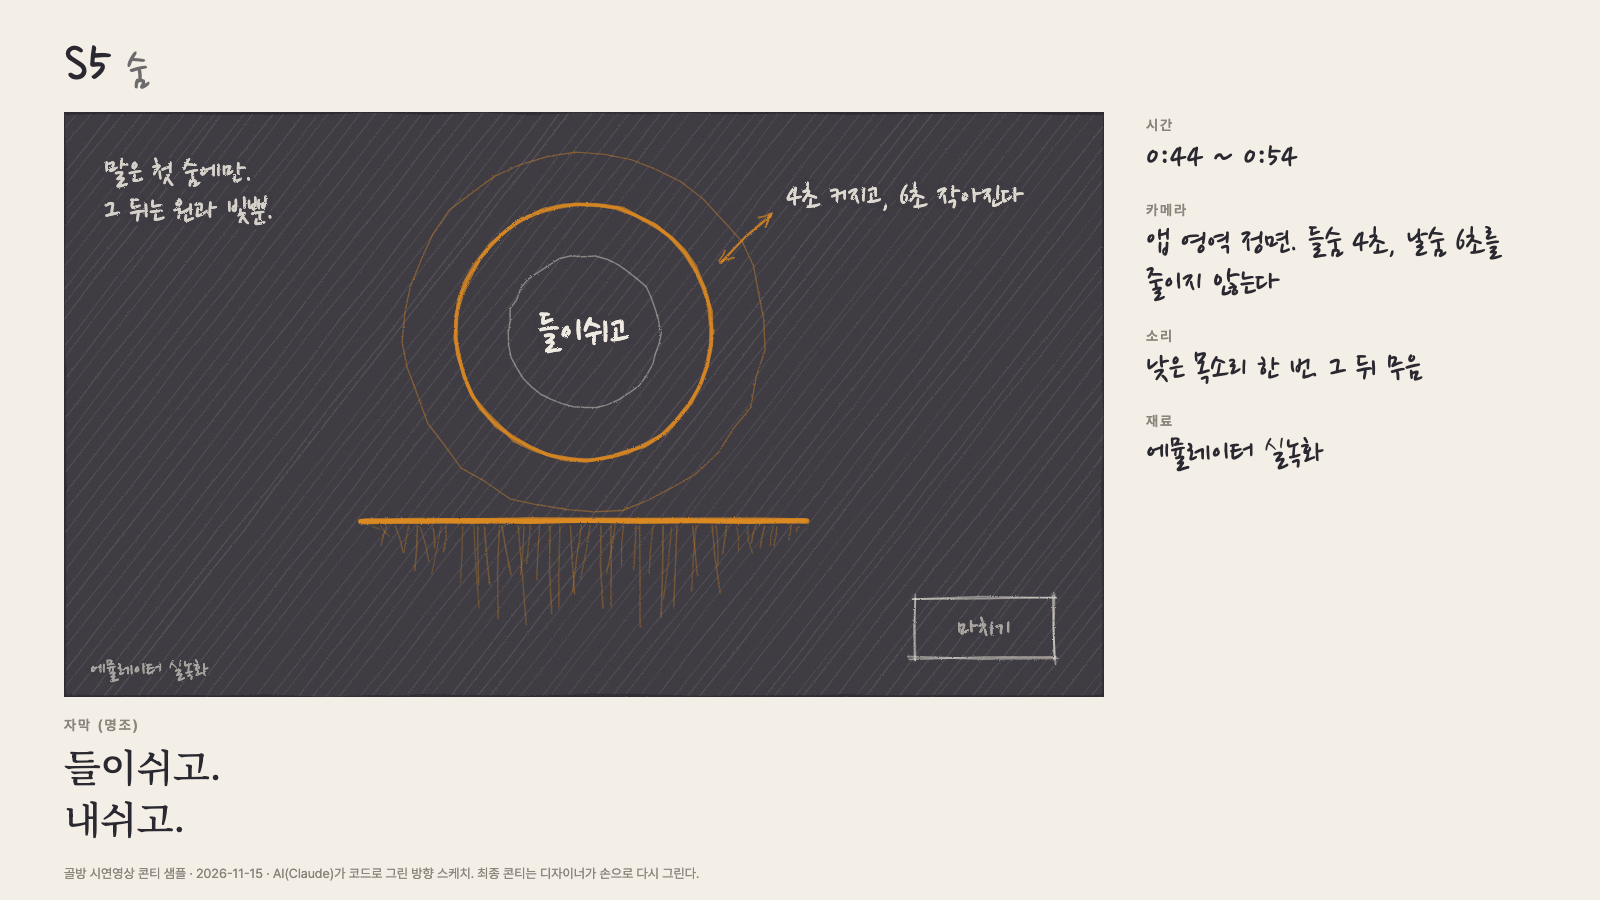 S5 숨
말은 첫 숨에만.
그 뒤는 원과 빛뿐.
4초 커지고, 6초 작아진다
들이쉬고
마치기
에뮬레이터 실녹화
시간
0:44 ~ 0:54
카메라
앱 영역 정면. 들숨 4초, 날숨 6초를
줄이지 않는다
소리
낮은 목소리 한 번. 그 뒤 무음
재료
에뮬레이터 실녹화
자막 (명조)
들이쉬고.
내쉬고.
골방 시연영상 콘티 샘플 · 2026-11-15 · AI(Claude)가 코드로 그린 방향 스케치. 최종 콘티는 디자이너가 손으로 다시 그린다.